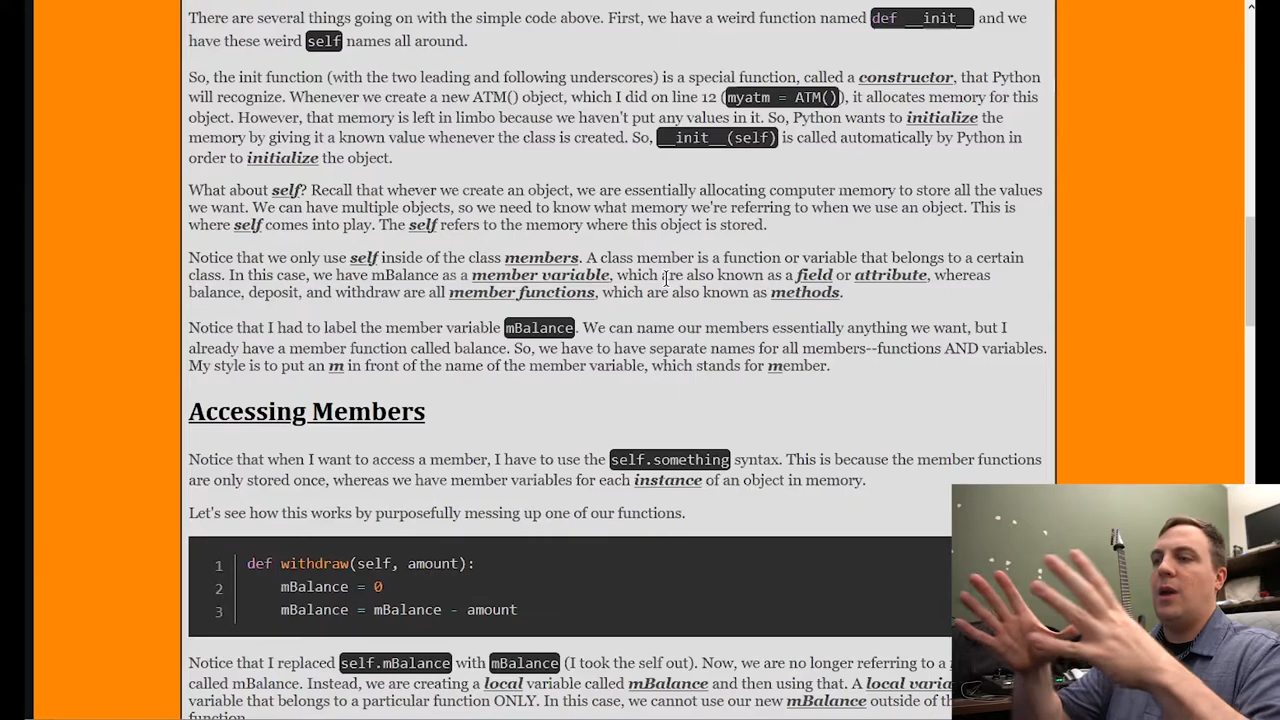 There are several things going on with the simple code above. First, we have a weird function named def __init__ and we
have these weird self names all around.
So, the init function (with the two leading and following underscores) is a special function, called a constructor, that Python
will recognize. Whenever we create a new ATM() object, which I did on line 12 (myatm = ATM()), it allocates memory for this
object. However, that memory is left in limbo because we haven't put any values in it. So, Python wants to initialize the
memory by giving it a known value whenever the class is created. So, __init__(self) is called automatically by Python in
order to initialize the object.
What about self? Recall that whever we create an object, we are essentially allocating computer memory to store all the values
we want. We can have multiple objects, so we need to know what memory we're referring to when we use an object. This is
where self comes into play. The self refers to the memory where this object is stored.
Notice that we only use self inside of the class members. A class member is a function or variable that belongs to a certain
class. In this case, we have mBalance as a member variable, which are also known as a field or attribute, whereas
balance, deposit, and withdraw are all member functions, which are also known as methods.
Notice that I had to label the member variable mBalance. We can name our members essentially anything we want, but I
already have a member function called balance. So, we have to have separate names for all members--functions AND variables.
My style is to put an m in front of the name of the member variable, which stands for member.
Accessing Members
Notice that when I want to access a member, I have to use the self.something syntax. This is because the member functions
are only stored once, whereas we have member variables for each instance of an object in memory.
Let's see how this works by purposefully messing up one of our functions.
1 def withdraw(self, amount):
2 mBalance = 0
3 mBalance = mBalance - amount
Notice that I replaced self.mBalance with mBalance (I took the self out). Now, we are no longer referring to a
called mBalance. Instead, we are creating a local variable called mBalance and then using that. A local
variable that belongs to a particular function ONLY. In this case, we cannot use our new mBalance outside of
function.